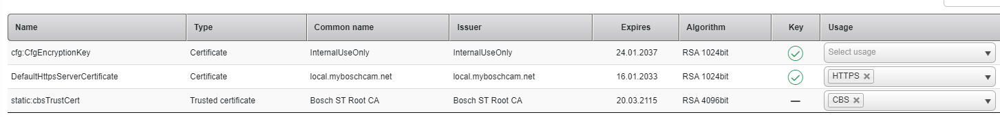 Name Type Common name Issuer Expires Algorithm Key Usage
cfg:CfgEncryptionKey Certificate InternalUseOnly InternalUseOnly 24.01.2037 RSA 1024bit Select usage
DefaultHttpsServerCertificate Certificate local.myboschcam.net local.myboschcam.net 16.01.2033 RSA 1024bit HTTPS
static:cbsTrustCert Trusted certificate Bosch ST Root CA Bosch ST Root CA 20.03.2115 RSA 4096bit — CBS